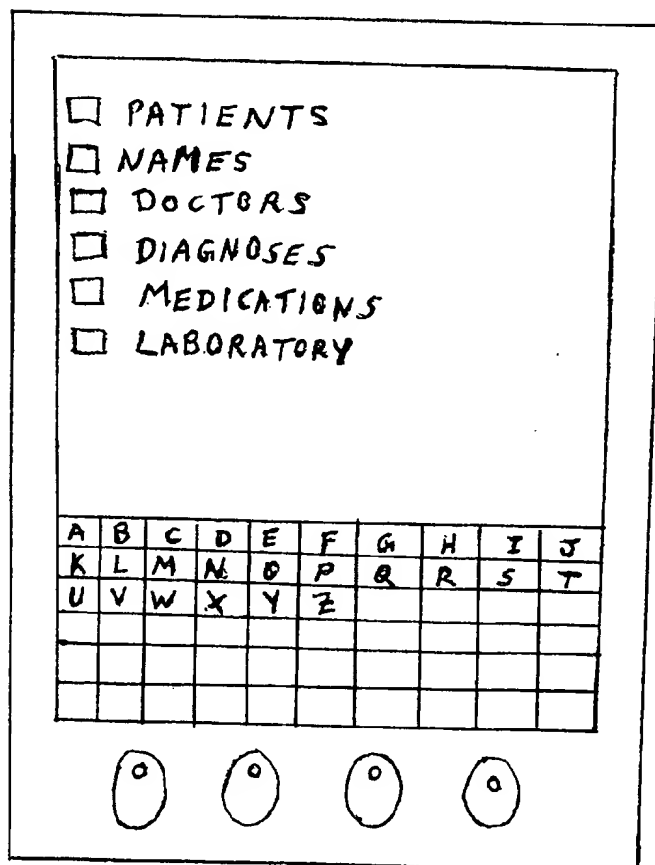 PATIENTS
NAMES
DOCTORS
DIAGNOSES
MEDICATIONS
LABORATORY
A B C D E F G H I J
K L M N O P Q R S T
U V W X Y Z